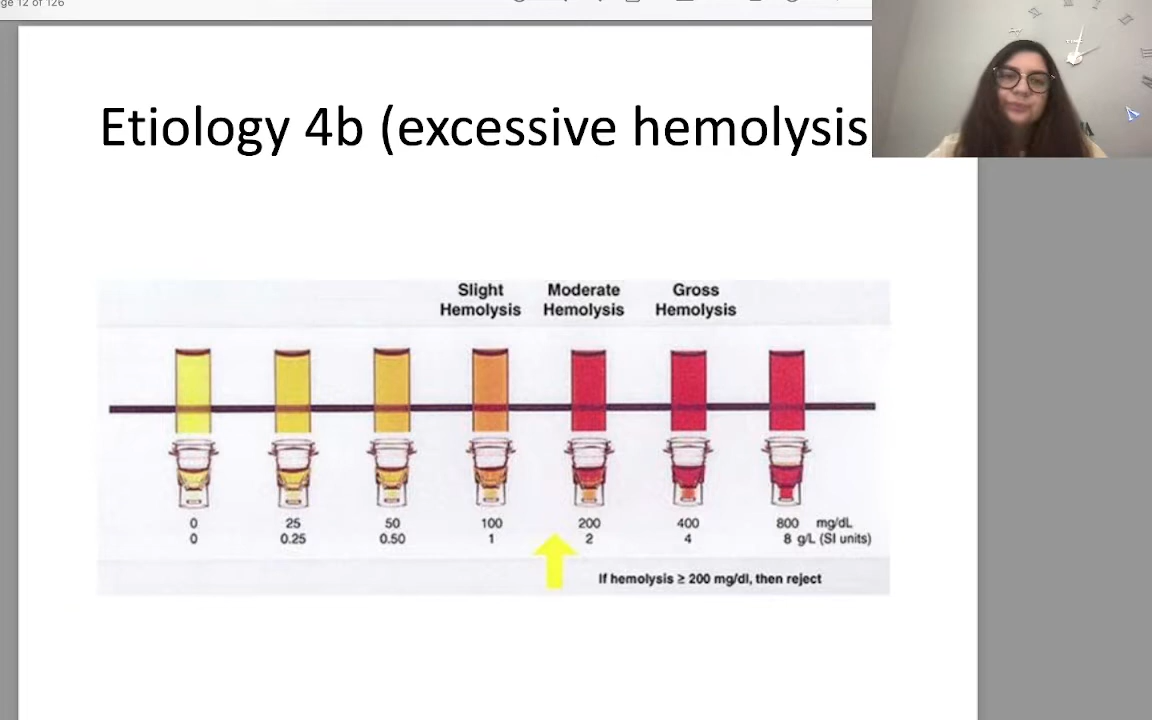 ge 12 of 126
Etiology 4b (excessive hemolysis
Slight Moderate Gross
Hemolysis Hemolysis Hemolysis
0 25 50 100 200 400 800 mg/dL
0 0.25 0.50 1 2 4 8 g/L (SI units)
If hemolysis ≥ 200 mg/dl, then reject